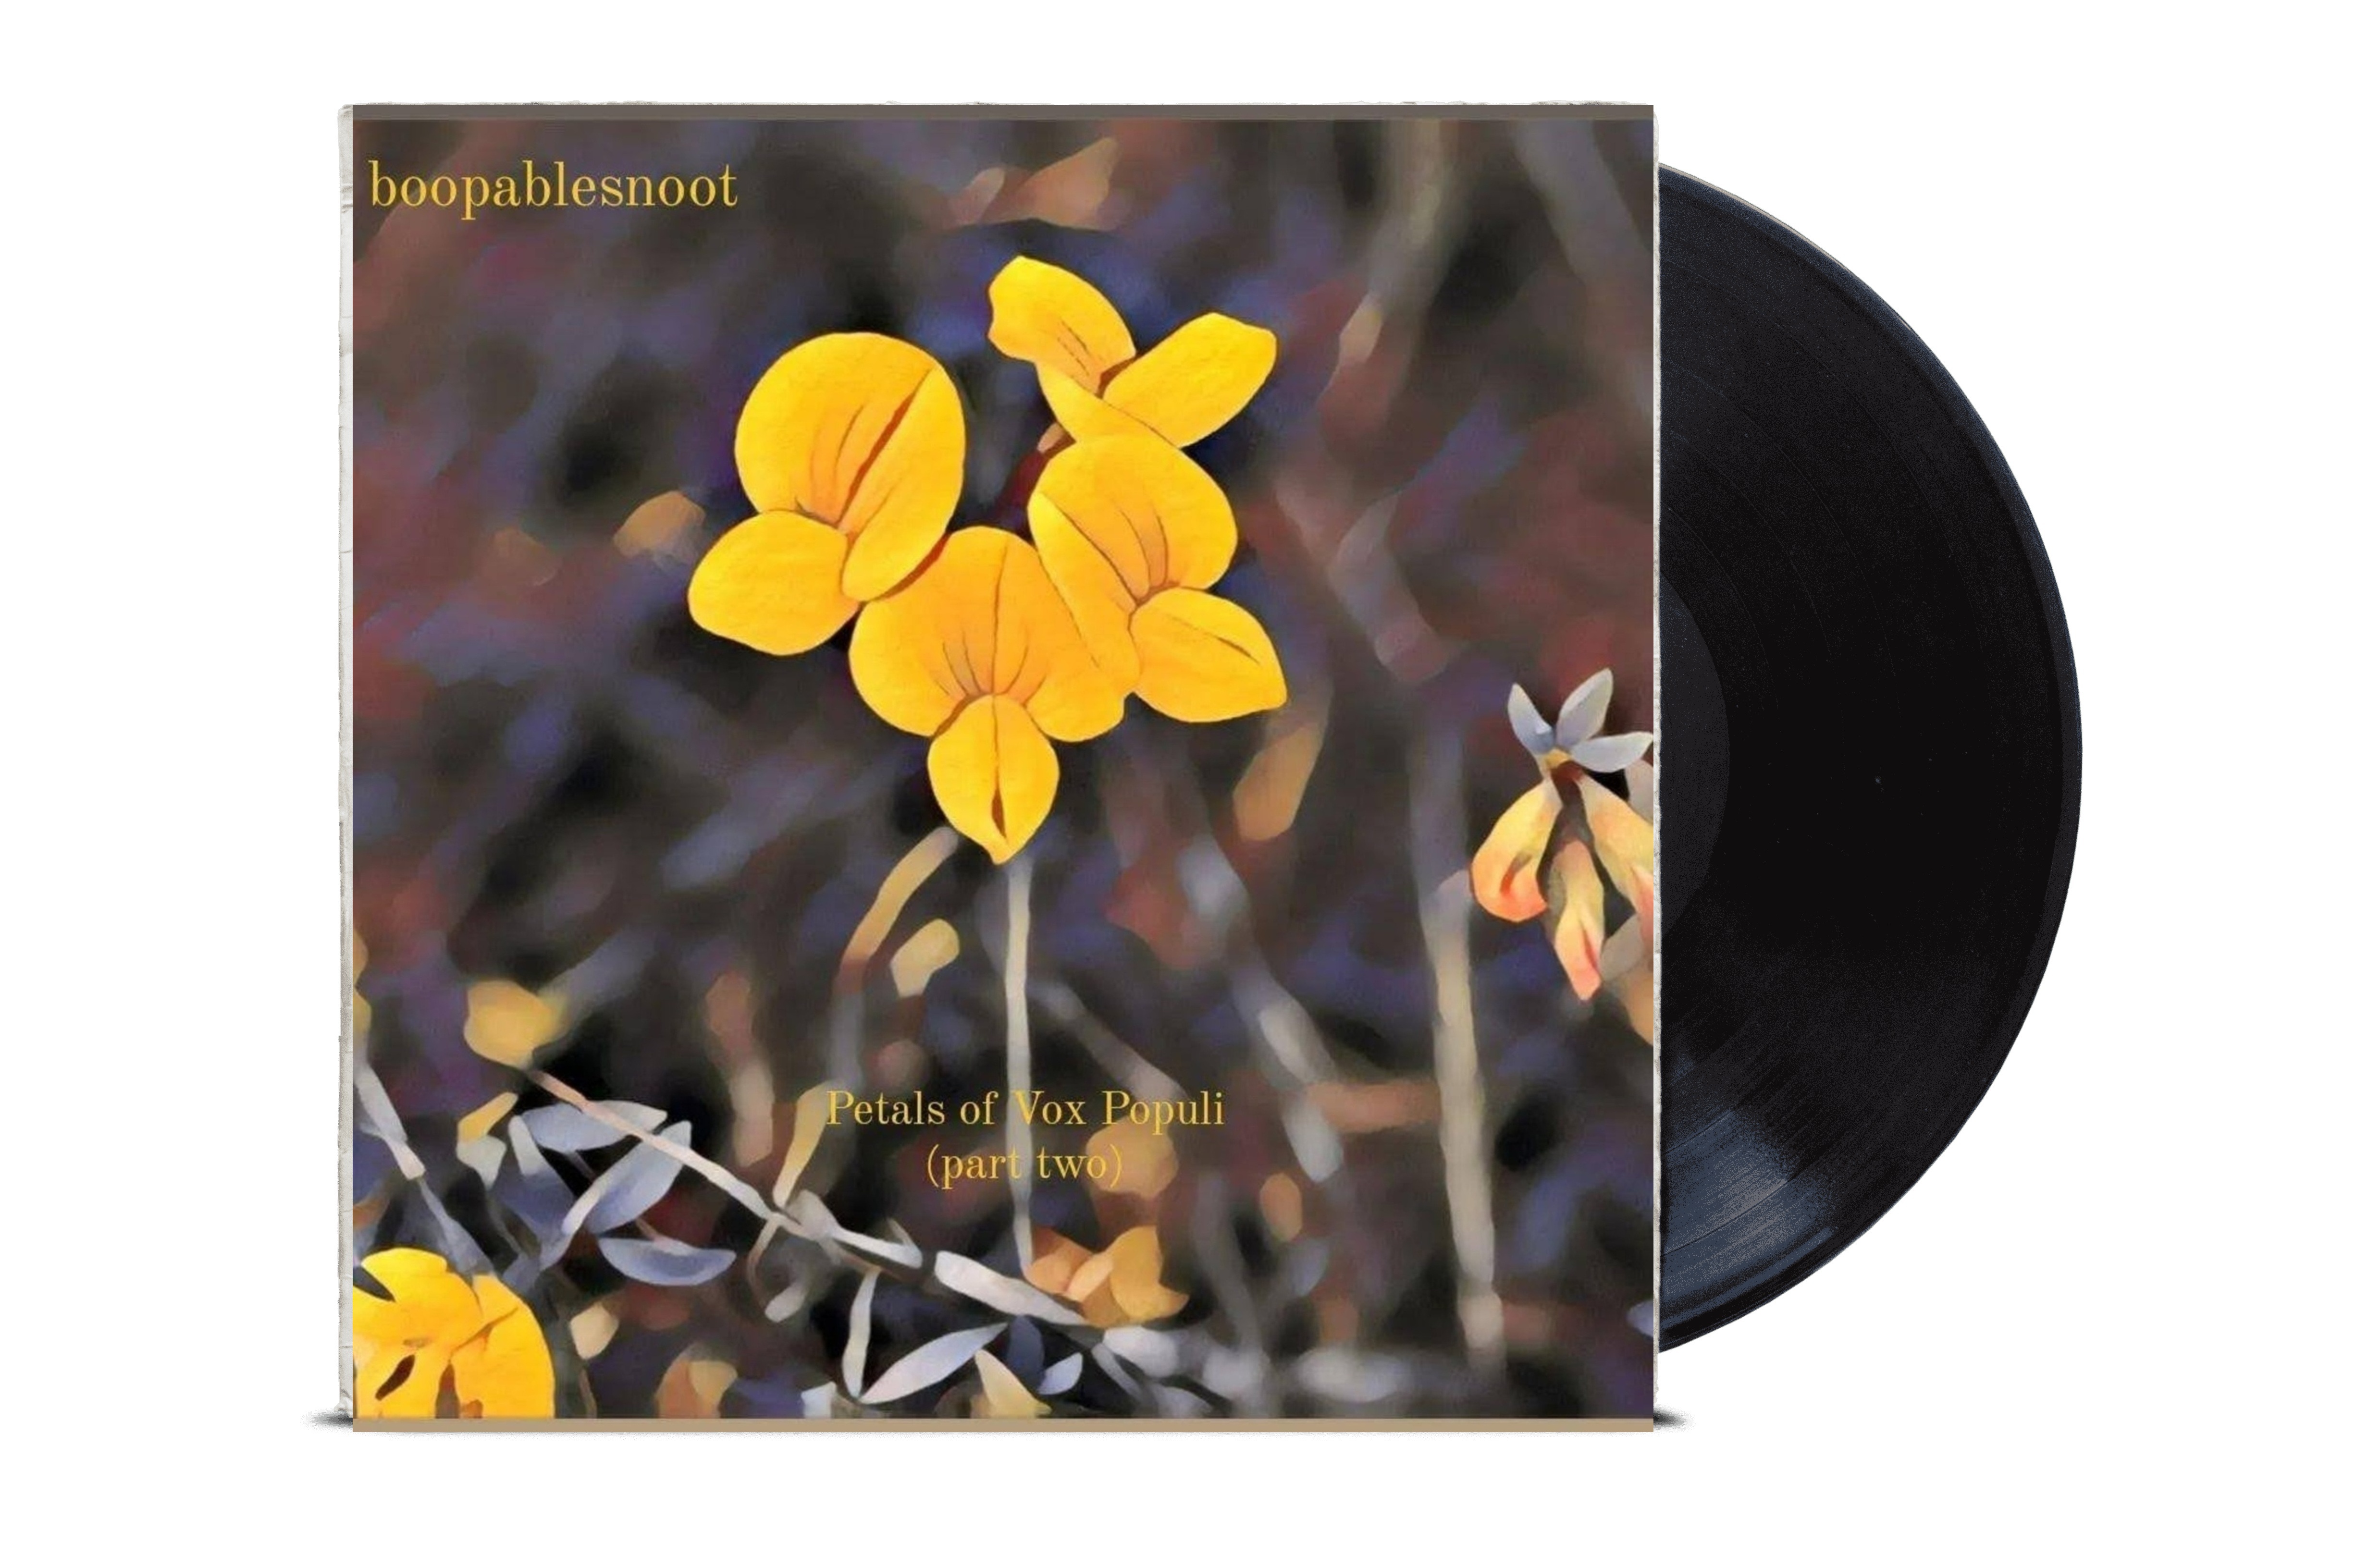 boopablesnoot
Petals of Vox Populi
(part two)